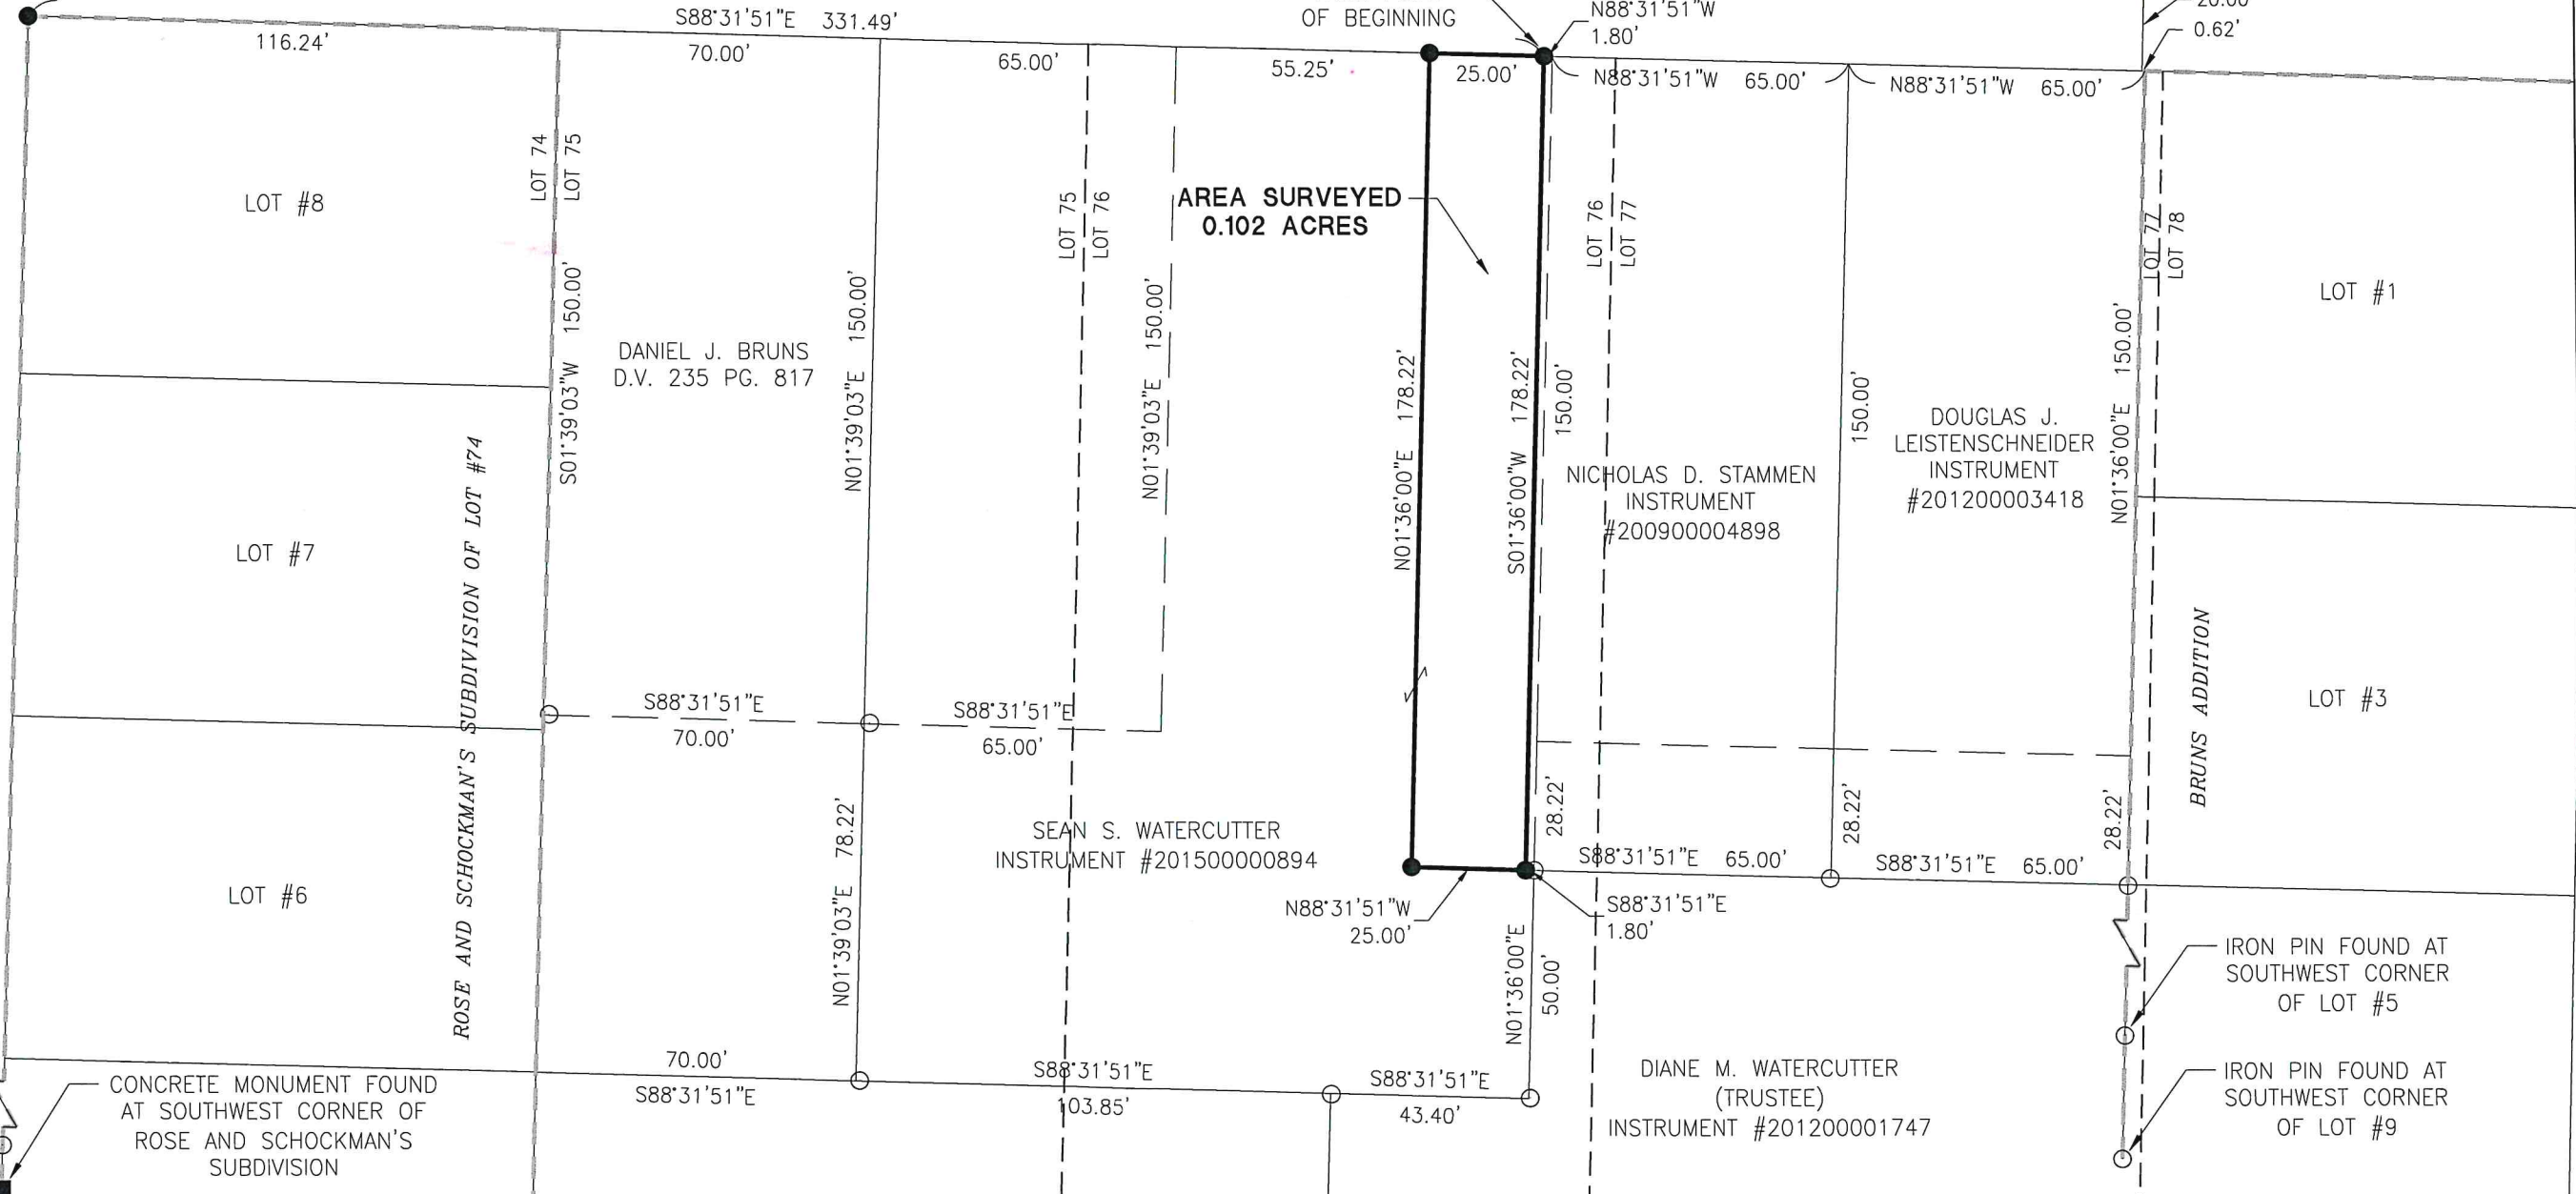 S88°31'51"E 331.49'
116.24'
70.00'
65.00'
55.25'
25.00'
OF BEGINNING
N88°31'51"W
1.80'
N88°31'51"W 65.00'
N88°31'51"W 65.00'
0.62'
LOT 74
LOT 75
LOT 75
LOT 76
LOT 76
LOT 77
LOT 77
LOT 78
LOT #8
LOT #7
LOT #6
LOT #1
LOT #3
AREA SURVEYED
0.102 ACRES
S01°39'03"W 150.00'
DANIEL J. BRUNS
D.V. 235 PG. 817
N01°39'03"E 150.00'
N01°39'03"E 150.00'
N01°36'00"E 178.22'
S01°36'00"W 178.22'
150.00'
NICHOLAS D. STAMMEN
INSTRUMENT
#200900004898
150.00'
DOUGLAS J.
LEISTENSCHNEIDER
INSTRUMENT
#201200003418
N01°36'00"E 150.00'
ROSE AND SCHOCKMAN'S SUBDIVISION OF LOT #74
BRUNS ADDITION
S88°31'51"E
70.00'
S88°31'51"E
65.00'
N01°39'03"E 78.22'
SEAN S. WATERCUTTER
INSTRUMENT #201500000894
N88°31'51"W
25.00'
28.22'
28.22'
28.22'
S88°31'51"E 65.00'
S88°31'51"E 65.00'
S88°31'51"E
1.80'
N01°36'00"E
50.00'
IRON PIN FOUND AT
SOUTHWEST CORNER
OF LOT #5
IRON PIN FOUND AT
SOUTHWEST CORNER
OF LOT #9
DIANE M. WATERCUTTER
(TRUSTEE)
INSTRUMENT #201200001747
70.00'
S88°31'51"E
S88°31'51"E
103.85'
S88°31'51"E
43.40'
CONCRETE MONUMENT FOUND
AT SOUTHWEST CORNER OF
ROSE AND SCHOCKMAN'S
SUBDIVISION